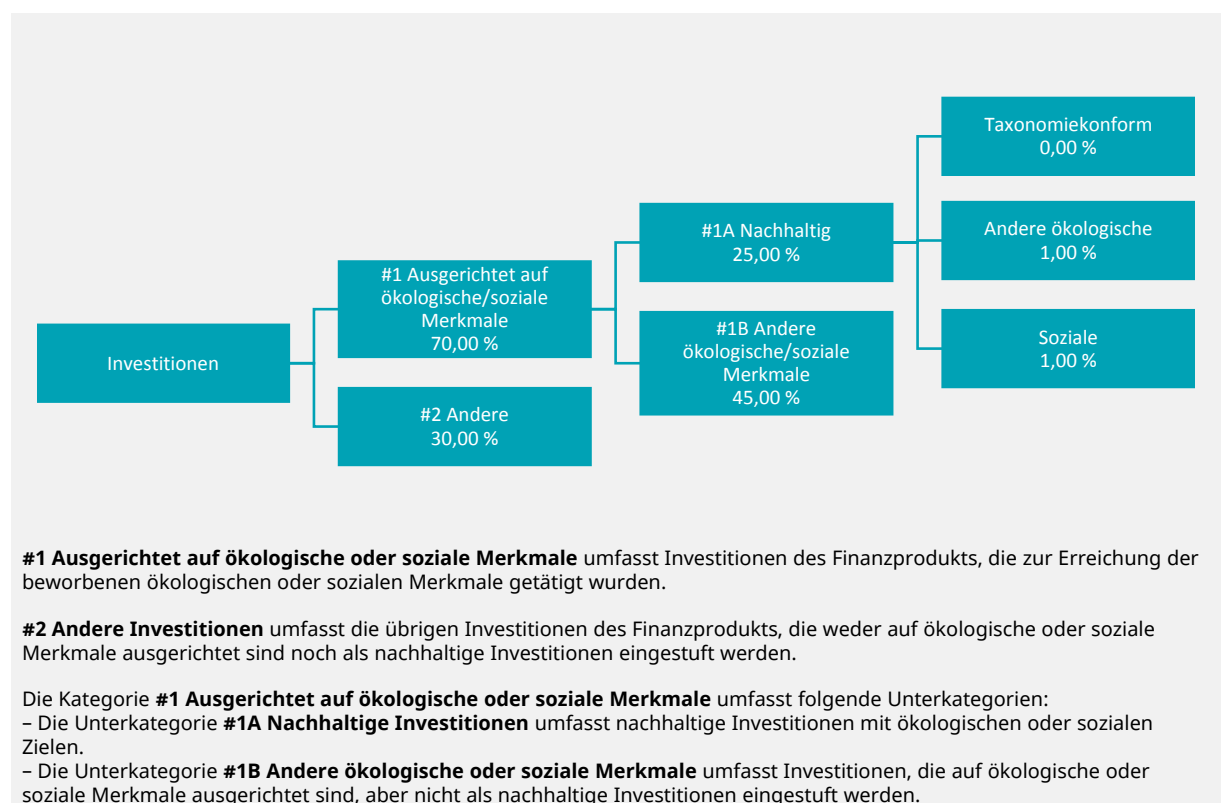 Taxonomiekonform
0,00 %
#1A Nachhaltig
25,00 %
Andere ökologische
1,00 %
#1 Ausgerichtet auf
ökologische/soziale
Merkmale
70,00 %
#1B Andere
ökologische/soziale
Merkmale
45,00 %
Soziale
1,00 %
Investitionen
#2 Andere
30,00 %
#1 Ausgerichtet auf ökologische oder soziale Merkmale umfasst Investitionen des Finanzprodukts, die zur Erreichung der
beworbenen ökologischen oder sozialen Merkmale getätigt wurden.
#2 Andere Investitionen umfasst die übrigen Investitionen des Finanzprodukts, die weder auf ökologische oder soziale
Merkmale ausgerichtet sind noch als nachhaltige Investitionen eingestuft werden.
Die Kategorie #1 Ausgerichtet auf ökologische oder soziale Merkmale umfasst folgende Unterkategorien:
– Die Unterkategorie #1A Nachhaltige Investitionen umfasst nachhaltige Investitionen mit ökologischen oder sozialen
Zielen.
– Die Unterkategorie #1B Andere ökologische oder soziale Merkmale umfasst Investitionen, die auf ökologische oder
soziale Merkmale ausgerichtet sind, aber nicht als nachhaltige Investitionen eingestuft werden.